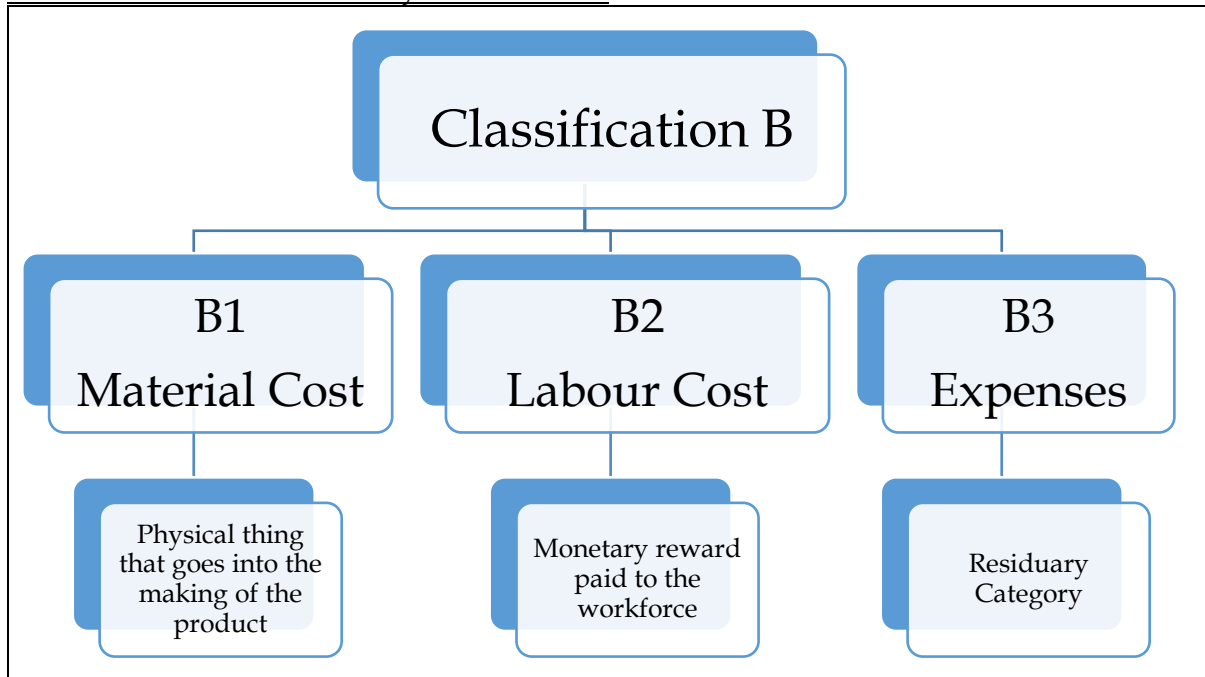 Classification B
B1
Material Cost
B2
Labour Cost
B3
Expenses
Physical thing
that goes into the
making of the
product
Monetary reward
paid to the
workforce
Residuary
Category